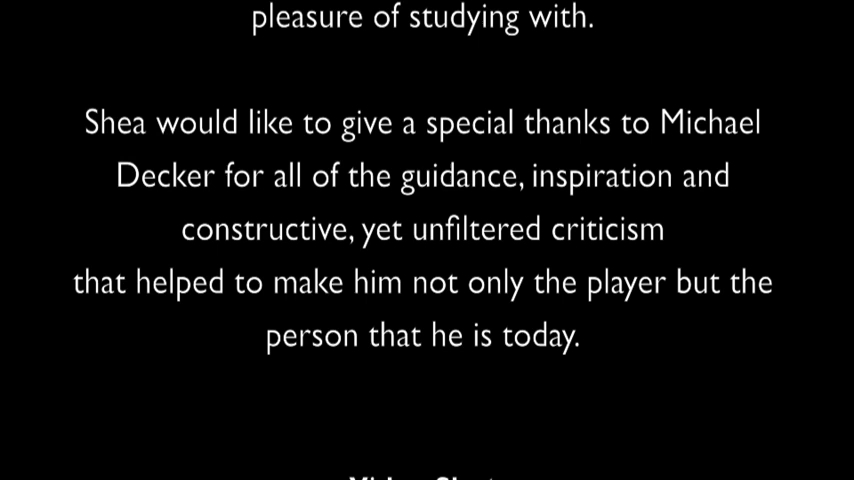 pleasure of studying with.
Shea would like to give a special thanks to Michael
Decker for all of the guidance, inspiration and
constructive, yet unfiltered criticism
that helped to make him not only the player but the
person that he is today.